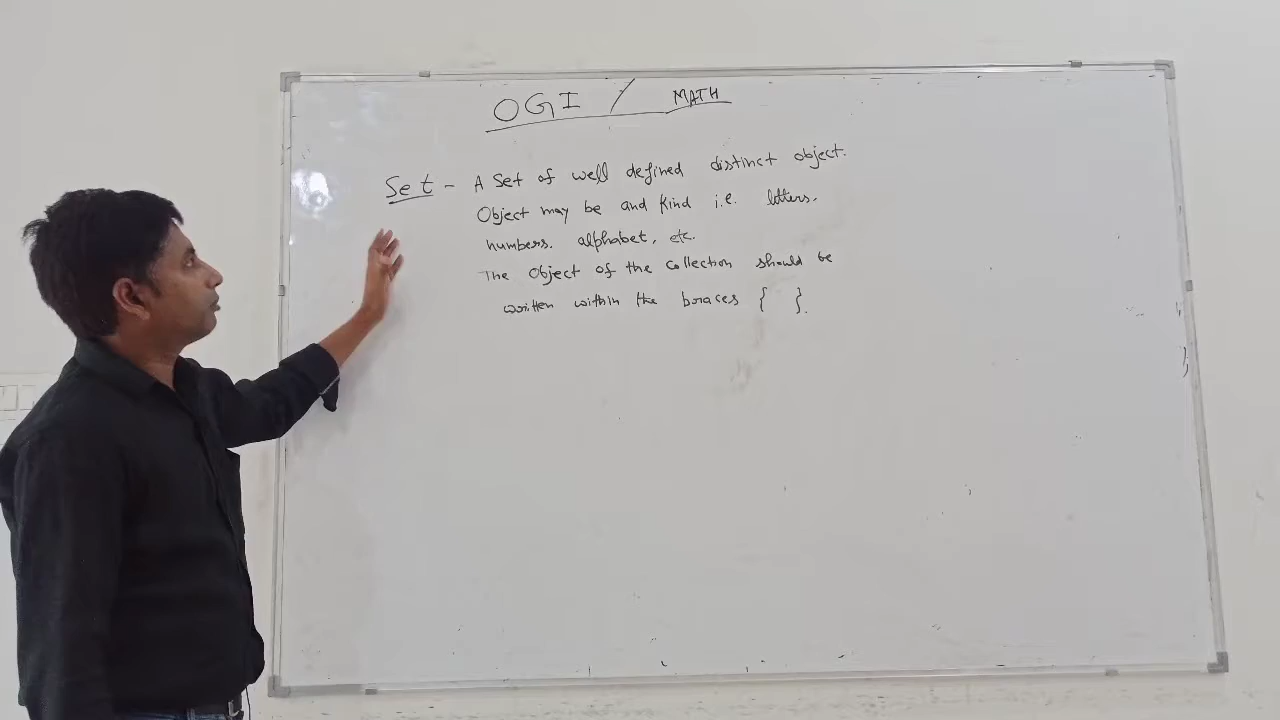 OGI / MATH
Set - A Set of well defined distinct object.
Object may be and kind i.e. letters.
numbers. alphabet, etc.
The Object of the collection should be
written within the braces { }.